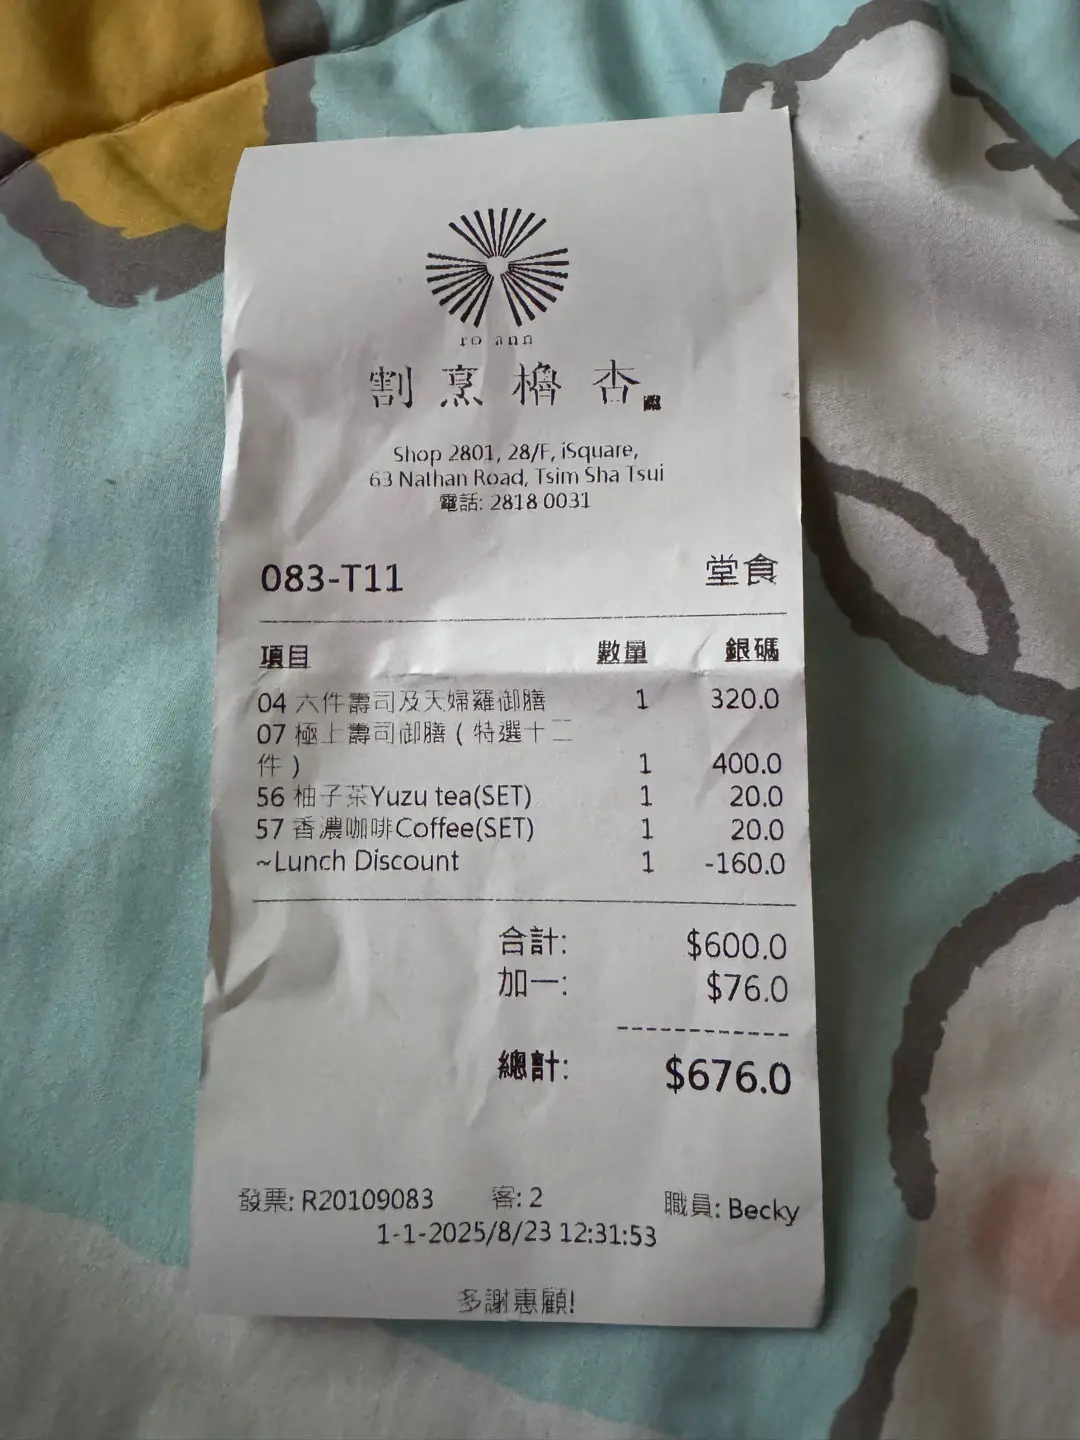 ro ann
割烹櫓杏
Shop 2801, 28/F, iSquare,
63 Nathan Road, Tsim Sha Tsui
電話: 2818 0031
083-T11 堂食
項目 數量 銀碼
04 六件壽司及天婦羅御膳 1 320.0
07 極上壽司御膳 ( 特選十二
件 ) 1 400.0
56 柚子茶Yuzu tea(SET) 1 20.0
57 香濃咖啡Coffee(SET) 1 20.0
~Lunch Discount 1 -160.0
合計: $600.0
加一: $76.0
總計: $676.0
發票: R20109083 客: 2 職員: Becky
1-1-2025/8/23 12:31:53
多謝惠顧!